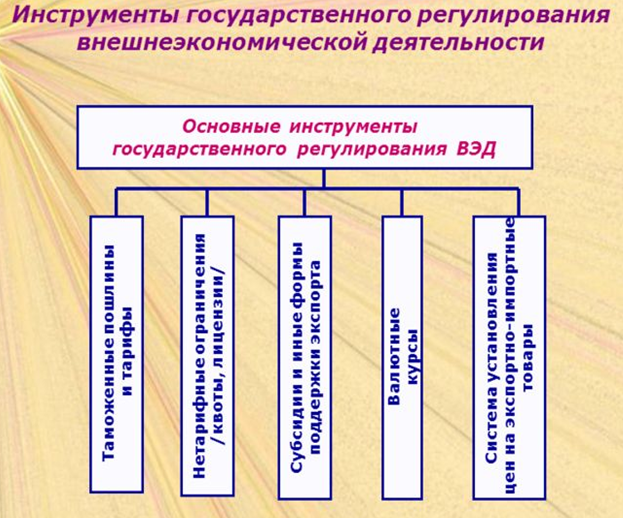 Инструменты государственного регулирования
внешнеэкономической деятельности
Основные инструменты
государственного регулирования ВЭД
Таможенные пошлины
и тарифы
Нетарифные ограничения
/квоты, лицензии/
Субсидии и иные формы
поддержки экспорта
Валютные
курсы
Система установления
цен на экспортно-импортные
товары